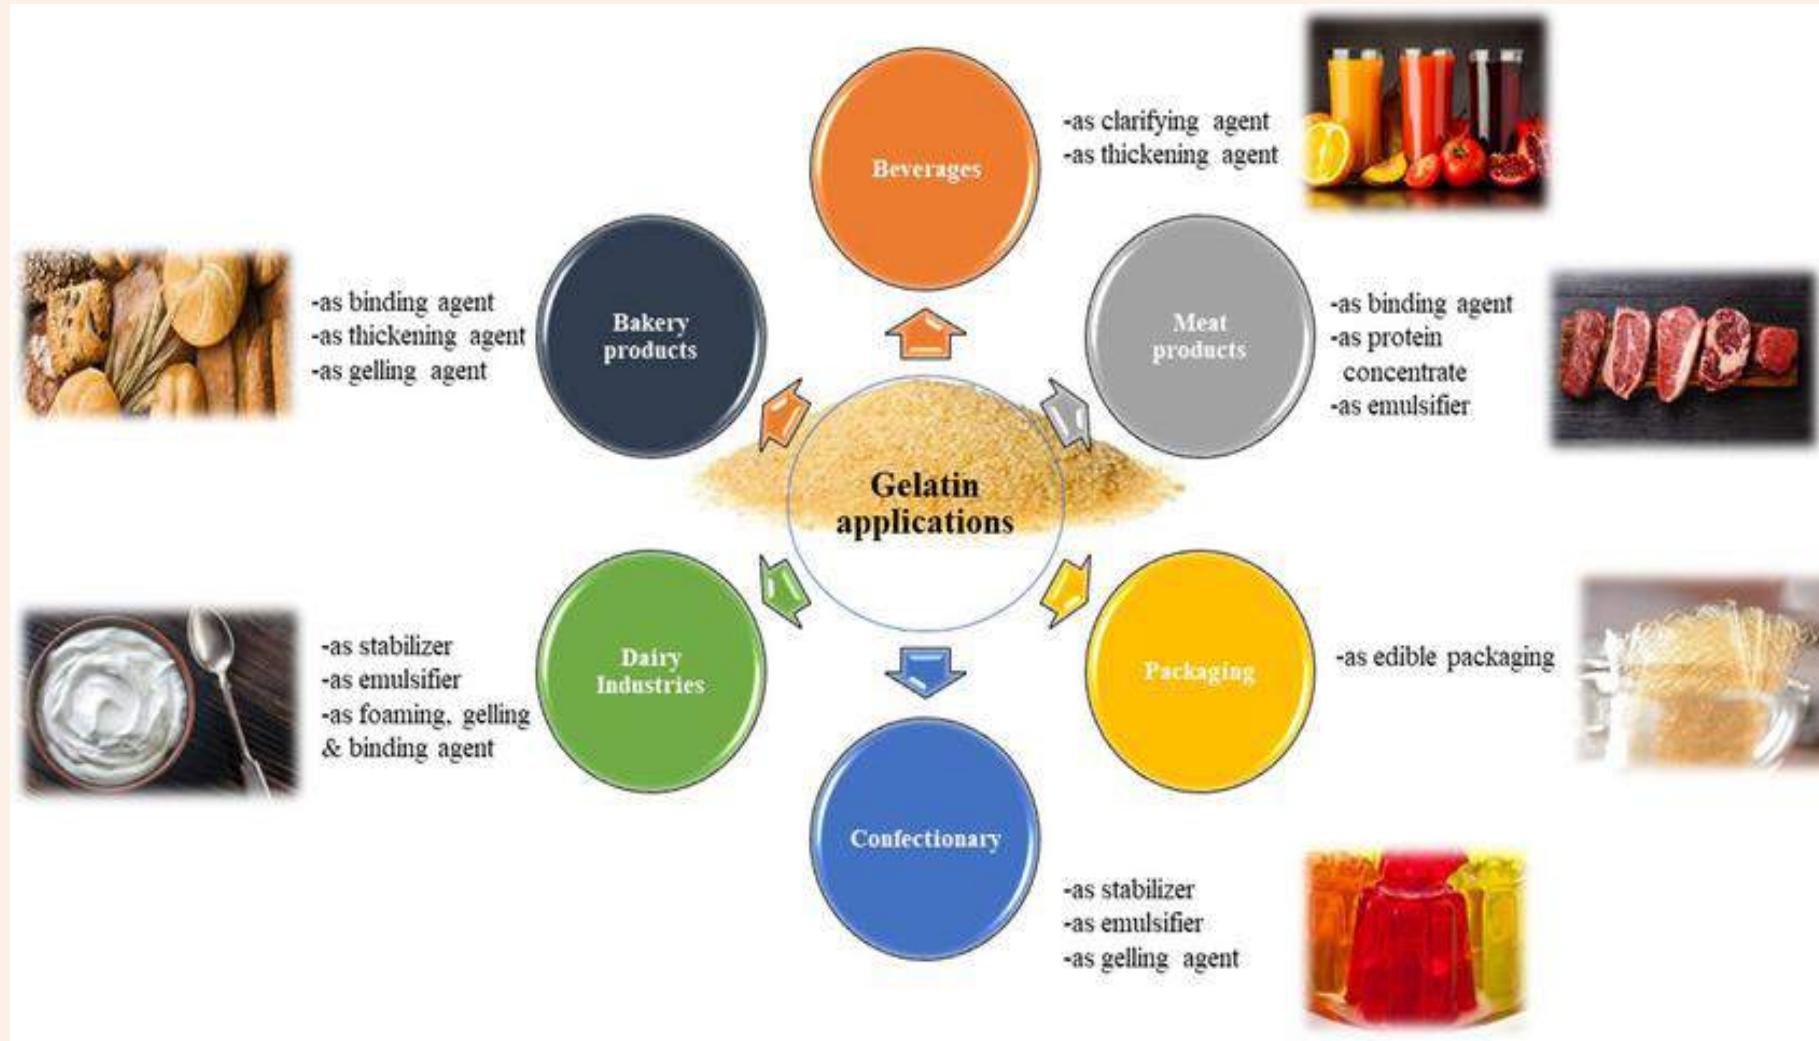 Beverages
-as clarifying agent
-as thickening agent
Bakery
products
-as binding agent
-as thickening agent
-as gelling agent
Meat
products
-as binding agent
-as protein
concentrate
-as emulsifier
Gelatin
applications
Dairy
Industries
-as stabilizer
-as emulsifier
-as foaming, gelling
& binding agent
Packaging
-as edible packaging
Confectionary
-as stabilizer
-as emulsifier
-as gelling agent